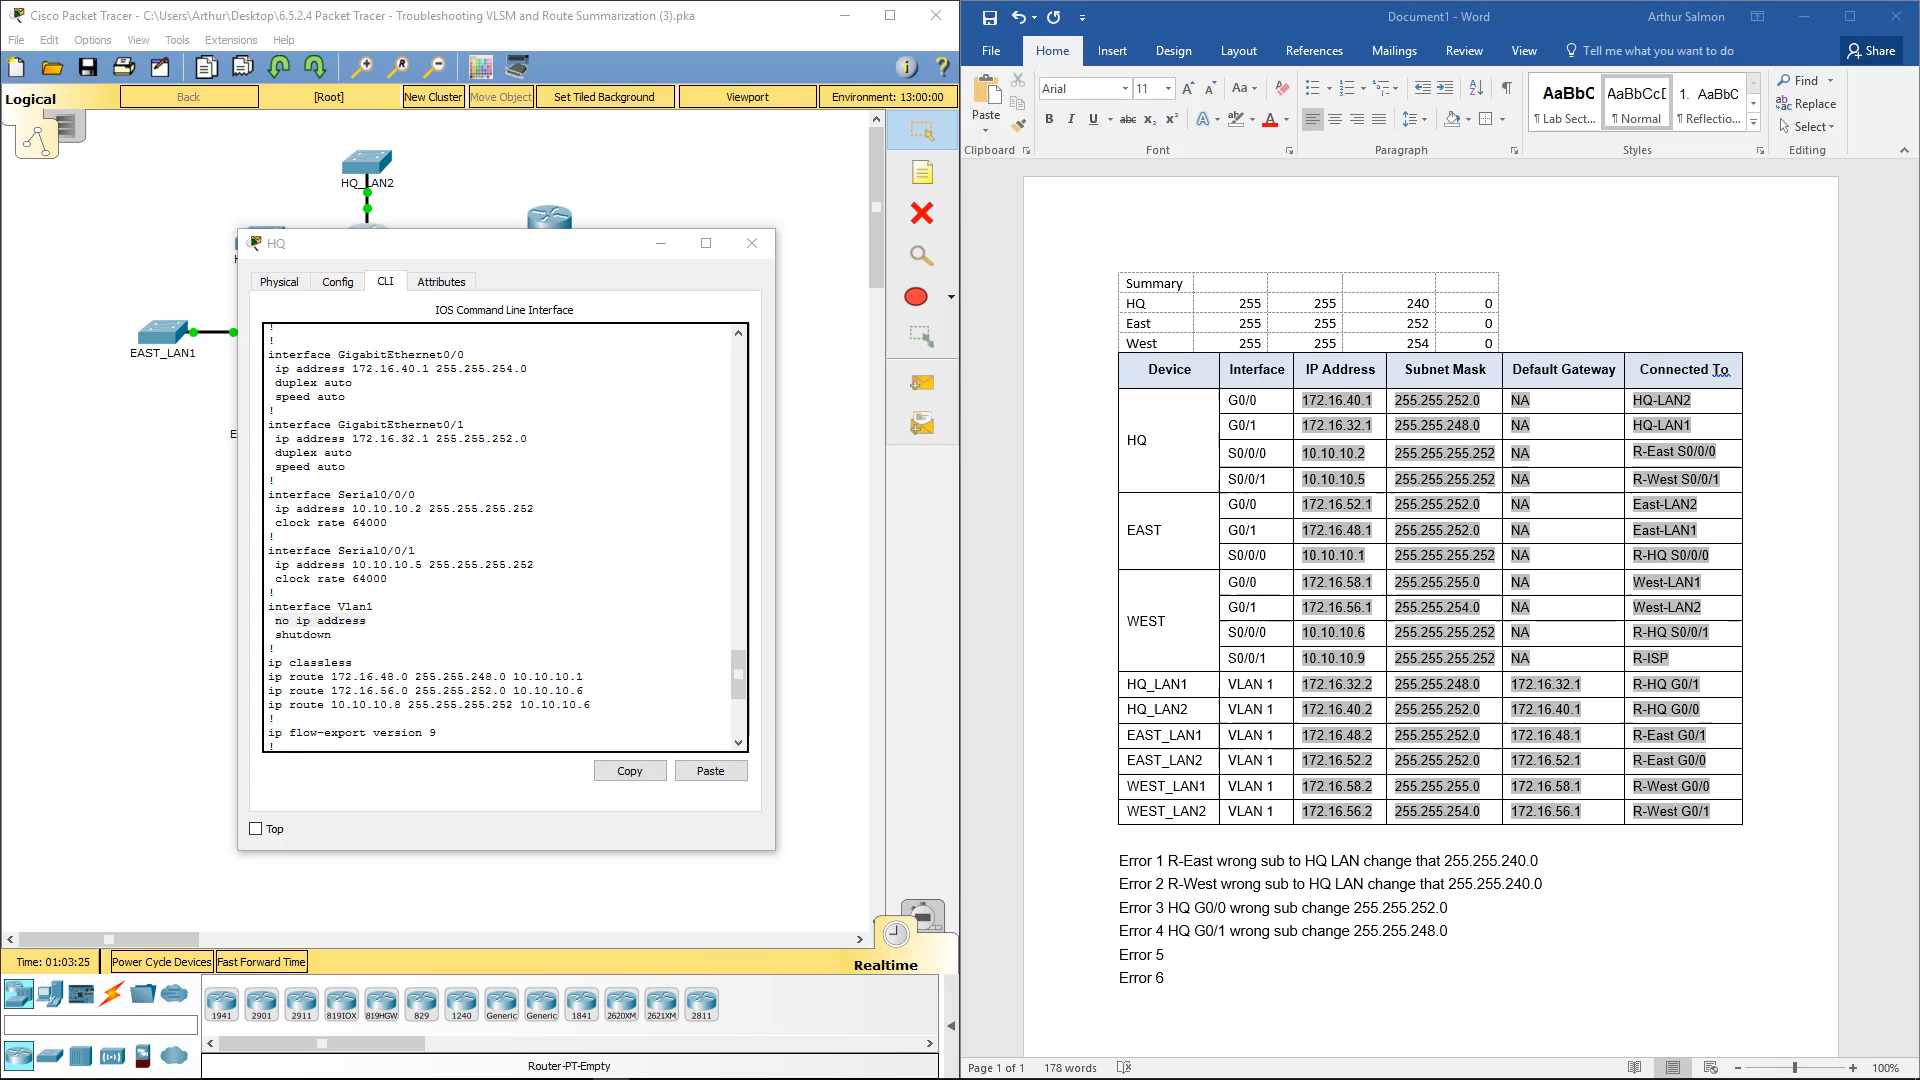 Cisco Packet Tracer - C:\Users\Arthur\Desktop\6.5.2.4 Packet Tracer - Troubleshooting VLSM and Route Summarization (3).pka
File Edit Options View Tools Extensions Help
Logical Back [Root] New Cluster Move Object Set Tiled Background Viewport Environment: 13:00:00
HQ_LAN2
EAST_LAN1
HQ
Physical Config CLI Attributes
IOS Command Line Interface
!
!
interface GigabitEthernet0/0
ip address 172.16.40.1 255.255.254.0
duplex auto
speed auto
!
interface GigabitEthernet0/1
ip address 172.16.32.1 255.255.252.0
duplex auto
speed auto
!
interface Serial0/0/0
ip address 10.10.10.2 255.255.255.252
clock rate 64000
!
interface Serial0/0/1
ip address 10.10.10.5 255.255.255.252
clock rate 64000
!
interface Vlan1
no ip address
shutdown
!
ip classless
ip route 172.16.48.0 255.255.248.0 10.10.10.1
ip route 172.16.56.0 255.255.252.0 10.10.10.6
ip route 10.10.10.8 255.255.255.252 10.10.10.6
!
ip flow-export version 9
!
Copy Paste
Top
Time: 01:03:25 Power Cycle Devices Fast Forward Time Realtime
1941 2901 2911 819IOX 819HGW 829 1240 Generic Generic 1841 2620XM 2621XM 2811
Router-PT-Empty
Document1 - Word Arthur Salmon
File Home Insert Design Layout References Mailings Review View Tell me what you want to do Share
Paste Arial 11 Aa AaBbC AaBbCcD 1. AaBbC Find
B I U abc x₂ x² A ¶ Lab Sect... ¶ Normal ¶ Reflectio... Replace
Select
Clipboard Font Paragraph Styles Editing
Summary
HQ 255 255 240 0
East 255 255 252 0
West 255 255 254 0
Device Interface IP Address Subnet Mask Default Gateway Connected To
HQ G0/0 172.16.40.1 255.255.252.0 NA HQ-LAN2
G0/1 172.16.32.1 255.255.248.0 NA HQ-LAN1
S0/0/0 10.10.10.2 255.255.255.252 NA R-East S0/0/0
S0/0/1 10.10.10.5 255.255.255.252 NA R-West S0/0/1
EAST G0/0 172.16.52.1 255.255.252.0 NA East-LAN2
G0/1 172.16.48.1 255.255.252.0 NA East-LAN1
S0/0/0 10.10.10.1 255.255.255.252 NA R-HQ S0/0/0
WEST G0/0 172.16.58.1 255.255.255.0 NA West-LAN1
G0/1 172.16.56.1 255.255.254.0 NA West-LAN2
S0/0/0 10.10.10.6 255.255.255.252 NA R-HQ S0/0/1
S0/0/1 10.10.10.9 255.255.255.252 NA R-ISP
HQ_LAN1 VLAN 1 172.16.32.2 255.255.248.0 172.16.32.1 R-HQ G0/1
HQ_LAN2 VLAN 1 172.16.40.2 255.255.252.0 172.16.40.1 R-HQ G0/0
EAST_LAN1 VLAN 1 172.16.48.2 255.255.252.0 172.16.48.1 R-East G0/1
EAST_LAN2 VLAN 1 172.16.52.2 255.255.252.0 172.16.52.1 R-East G0/0
WEST_LAN1 VLAN 1 172.16.58.2 255.255.255.0 172.16.58.1 R-West G0/0
WEST_LAN2 VLAN 1 172.16.56.2 255.255.254.0 172.16.56.1 R-West G0/1
Error 1 R-East wrong sub to HQ LAN change that 255.255.240.0
Error 2 R-West wrong sub to HQ LAN change that 255.255.240.0
Error 3 HQ G0/0 wrong sub change 255.255.252.0
Error 4 HQ G0/1 wrong sub change 255.255.248.0
Error 5
Error 6
Page 1 of 1 178 words 100%